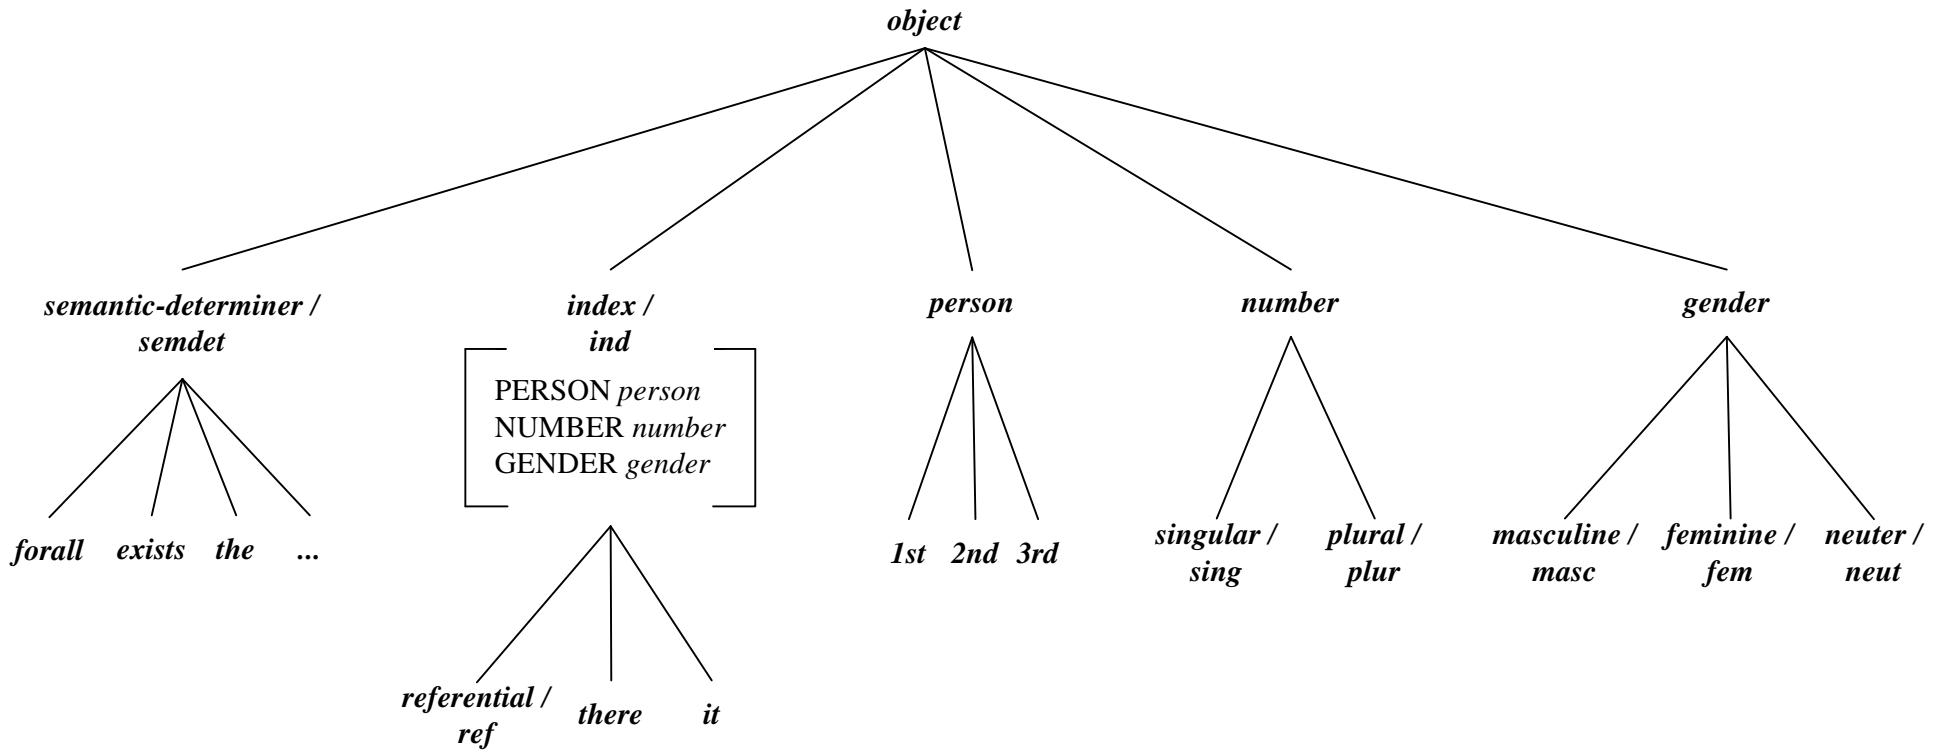 object
semantic-determiner /
semdet
index /
ind
person
number
gender
PERSON person
NUMBER number
GENDER gender
forall exists the ...
1st 2nd 3rd
singular /
sing
plural /
plur
masculine /
masc
feminine /
fem
neuter /
neut
referential /
ref
there
it